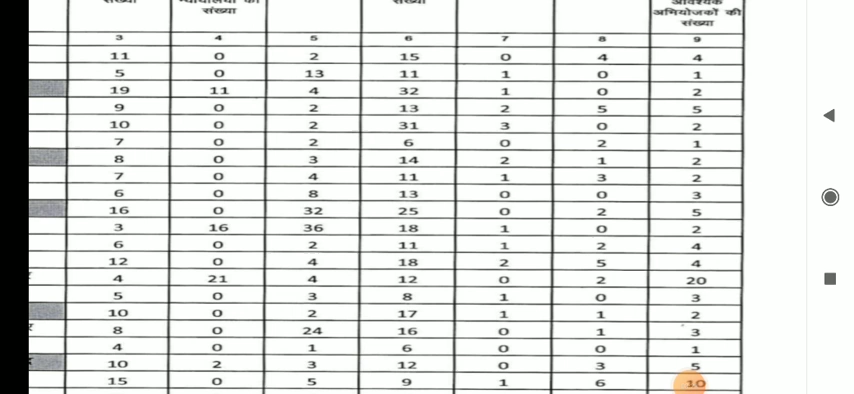 संख्या न्यायालयों की संख्या आवश्यक
संख्या अभियोजकों की
संख्या
3 4 5 6 7 8 9
11 0 2 15 0 4 4
5 0 13 11 1 0 1
19 11 4 32 1 0 2
9 0 2 13 2 5 5
10 0 2 31 3 0 2
7 0 2 6 0 2 1
8 0 3 14 2 1 2
7 0 4 11 1 3 2
6 0 8 13 0 0 3
16 0 32 25 0 2 5
3 16 36 18 1 0 2
6 0 2 11 1 2 4
12 0 4 18 2 5 4
4 21 4 12 0 2 20
5 0 3 8 1 0 3
10 0 2 17 1 1 2
र 8 0 24 16 0 1 3
4 0 1 6 0 0 1
10 2 3 12 0 3 5
15 0 5 9 1 6 10